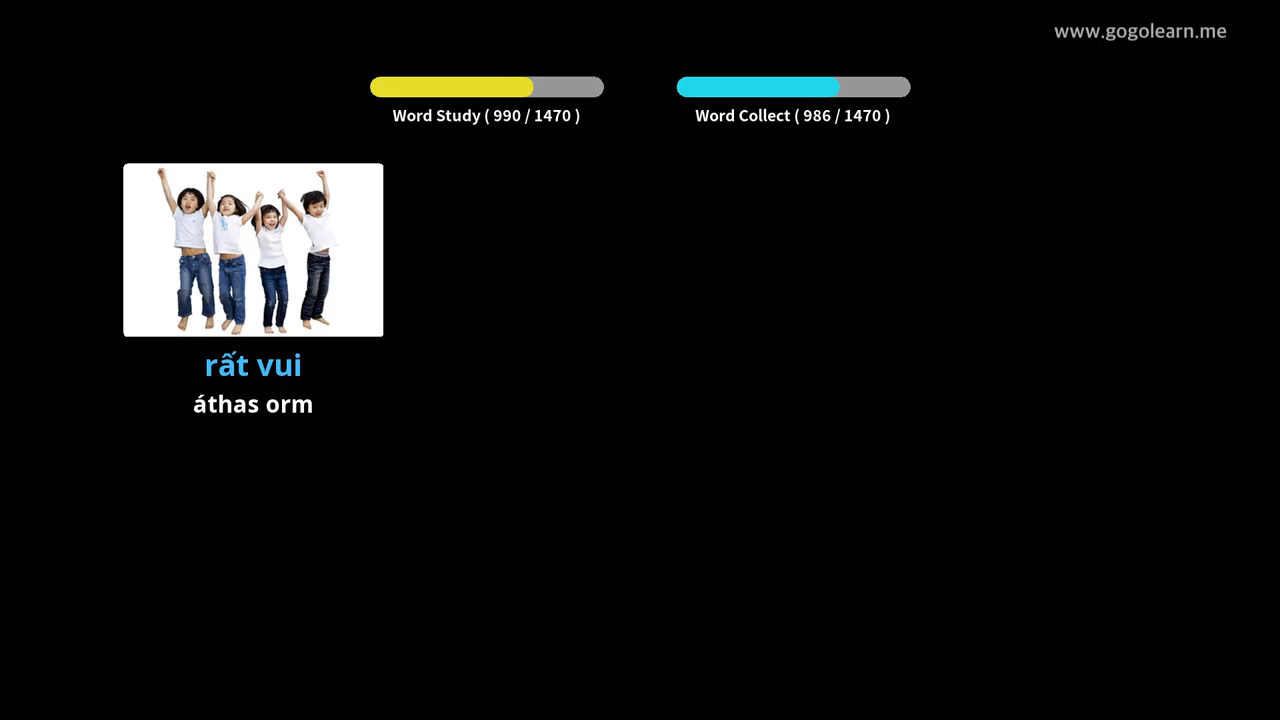 www.gogolearn.me
Word Study ( 990 / 1470 )
Word Collect ( 986 / 1470 )
rất vui
áthas orm